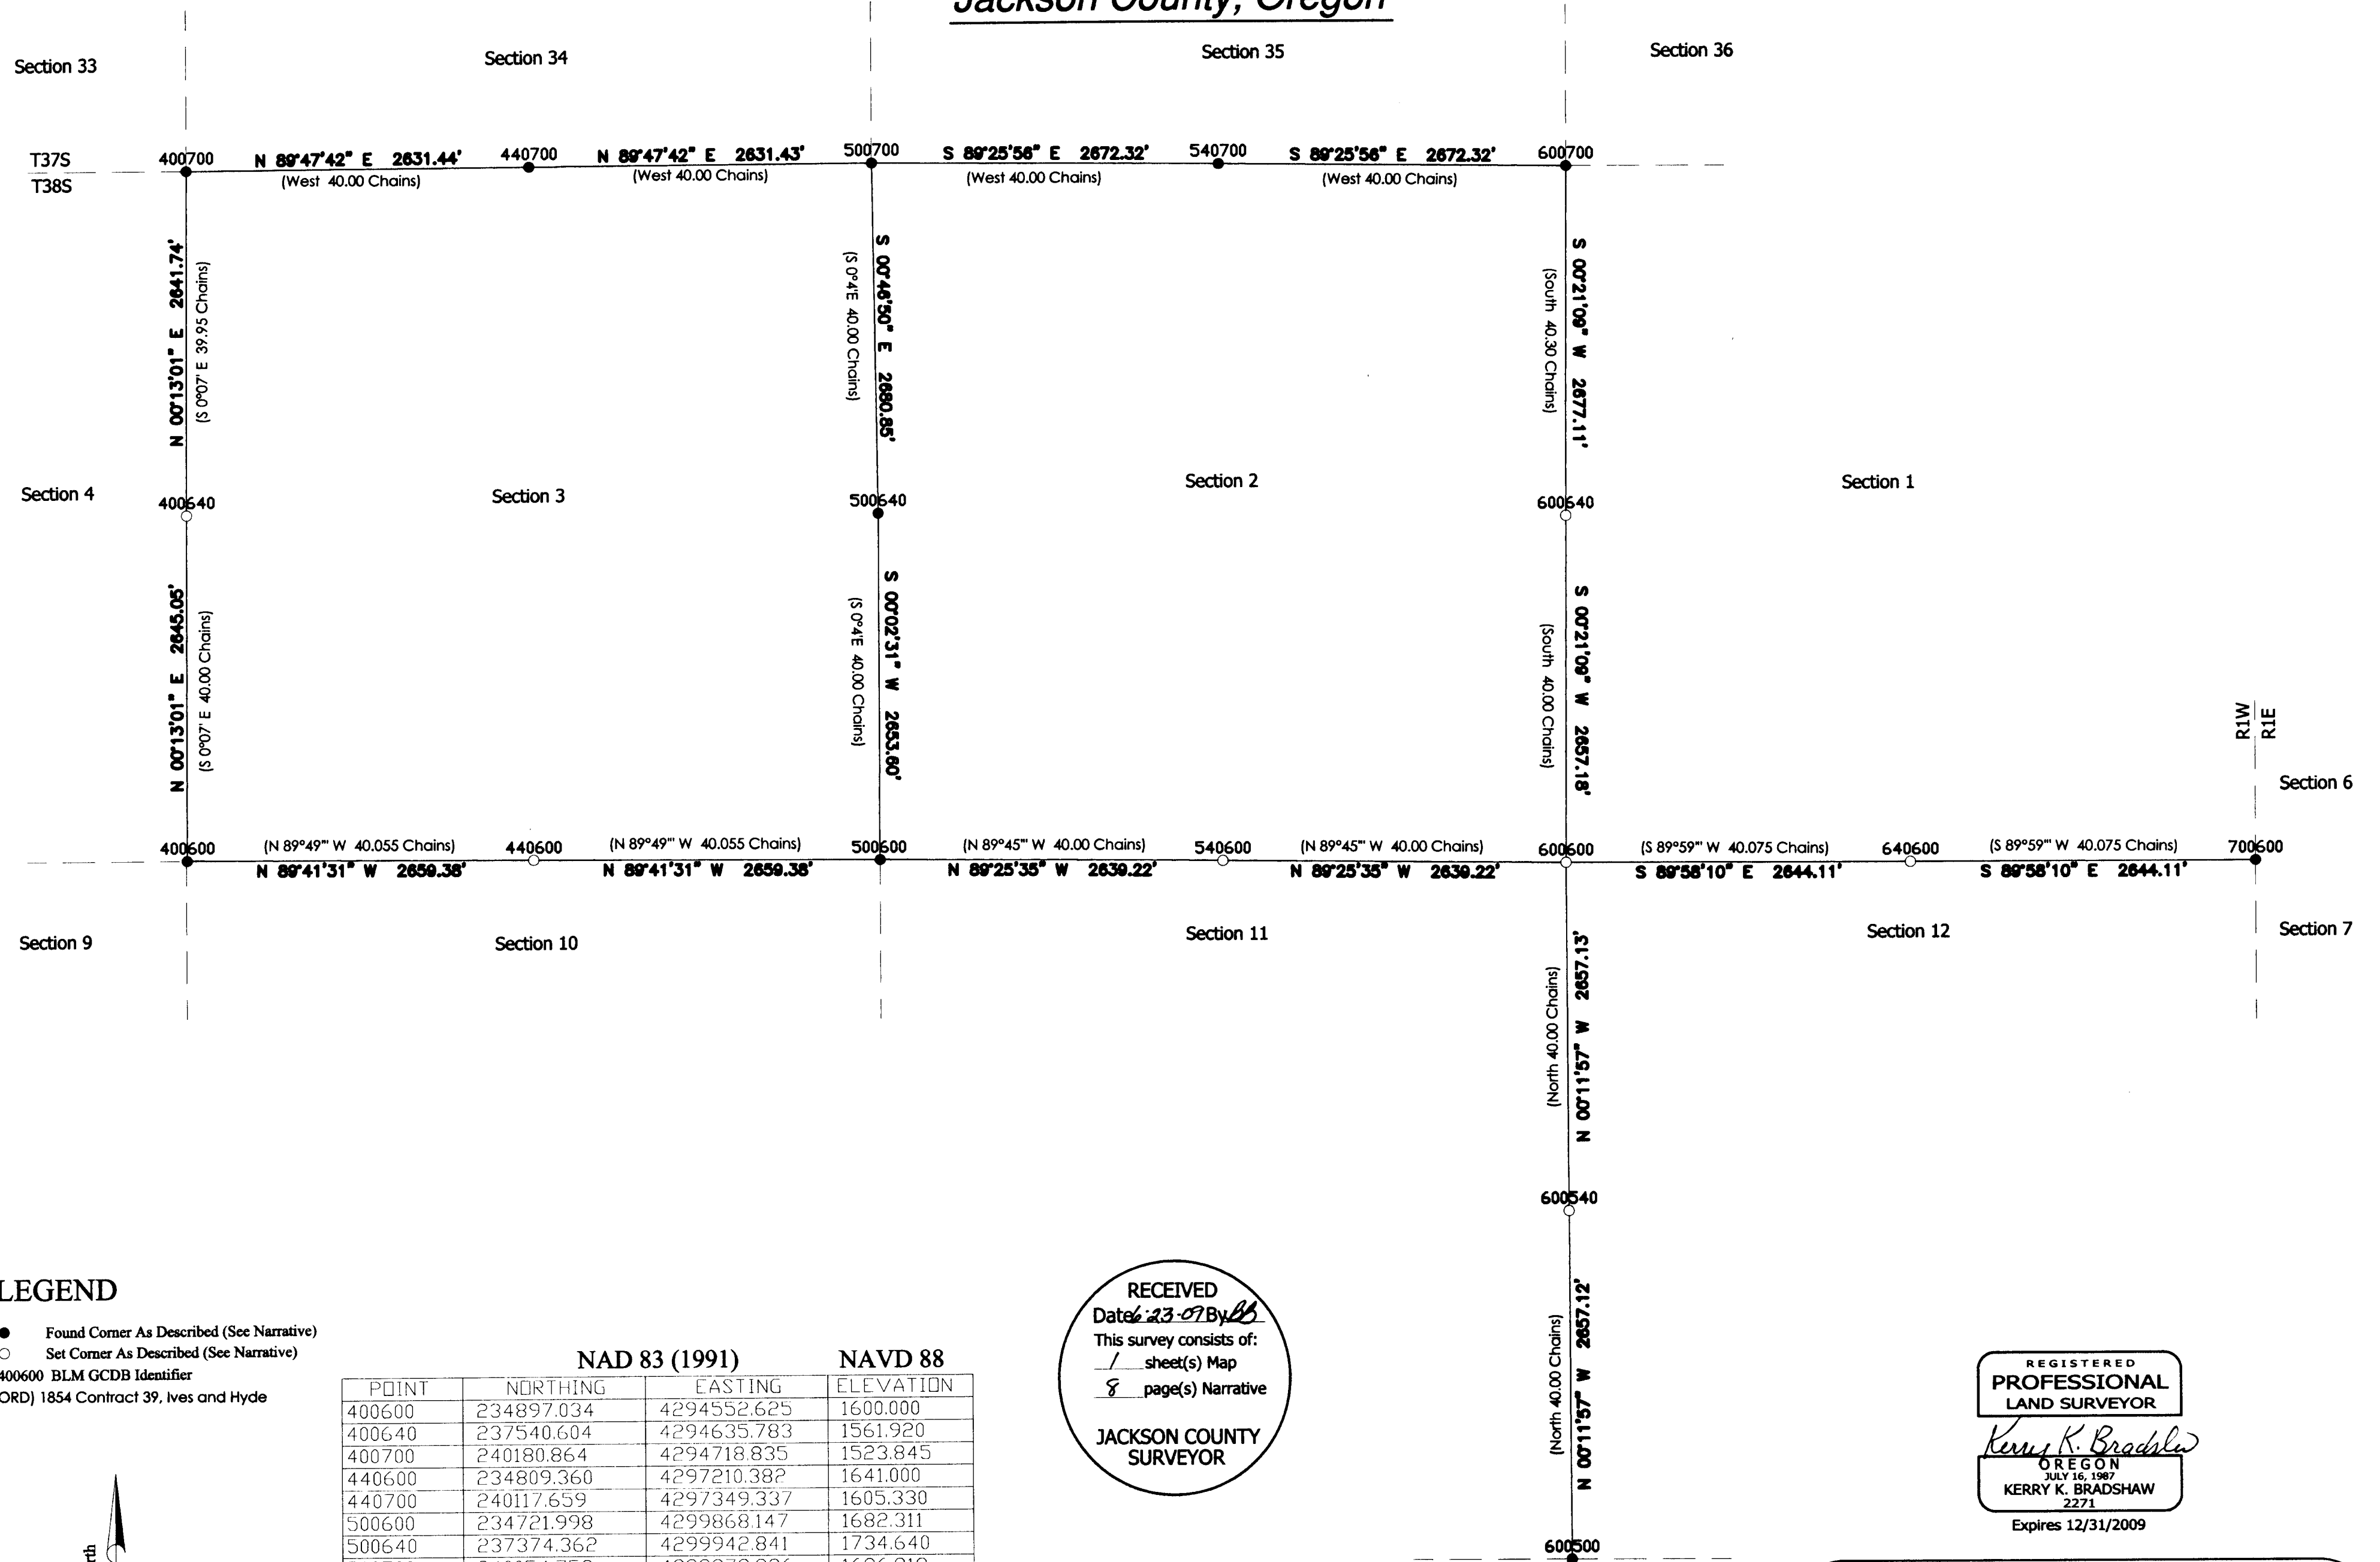 Jackson County, Oregon
Section 33
Section 34
Section 35
Section 36
T37S
T38S
400700
N 89°47'42" E 2631.44'
(West 40.00 Chains)
440700
N 89°47'42" E 2631.43'
(West 40.00 Chains)
500700
S 89°25'56" E 2672.32'
(West 40.00 Chains)
540700
S 89°25'56" E 2672.32'
(West 40.00 Chains)
600700
N 00°13'01" E 2641.74'
(S 0°07' E 39.95 Chains)
(S 0°4'E 40.00 Chains)
S 00°46'50" E 2680.85'
(South 40.30 Chains)
S 00°21'09" W 2677.11'
Section 4
400640
Section 3
500640
Section 2
600640
Section 1
N 00°13'01" E 2645.05'
(S 0°07' E 40.00 Chains)
(S 0°4'E 40.00 Chains)
S 00°02'31" W 2653.60'
(South 40.00 Chains)
S 00°21'09" W 2657.18'
R1W
R1E
Section 6
400600
(N 89°49'" W 40.055 Chains)
N 89°41'31" W 2659.38'
440600
(N 89°49'" W 40.055 Chains)
N 89°41'31" W 2659.38'
500600
(N 89°45'" W 40.00 Chains)
N 89°25'35" W 2639.22'
540600
(N 89°45'" W 40.00 Chains)
N 89°25'35" W 2639.22'
600600
(S 89°59'" W 40.075 Chains)
S 89°58'10" E 2644.11'
640600
(S 89°59'" W 40.075 Chains)
S 89°58'10" E 2644.11'
700600
Section 9
Section 10
Section 11
Section 12
Section 7
(North 40.00 Chains)
N 00°11'57" W 2657.13'
600540
(North 40.00 Chains)
N 00°11'57" W 2657.12'
600500
LEGEND
Found Corner As Described (See Narrative)
Set Corner As Described (See Narrative)
400600 BLM GCDB Identifier
ORD) 1854 Contract 39, Ives and Hyde
rth
NAD 83 (1991) NAVD 88
POINT NORTHING EASTING ELEVATION
400600 234897.034 4294552.625 1600.000
400640 237540.604 4294635.783 1561.920
400700 240180.864 4294718.835 1523.845
440600 234809.360 4297210.382 1641.000
440700 240117.659 4297349.337 1605.330
500600 234721.998 4299868.147 1682.311
500640 237374.362 4299942.841 1734.640
RECEIVED
Date 6-23-09 By BB
This survey consists of:
1 sheet(s) Map
8 page(s) Narrative
JACKSON COUNTY
SURVEYOR
REGISTERED
PROFESSIONAL
LAND SURVEYOR
Kerry K. Bradshaw
OREGON
JULY 16, 1987
KERRY K. BRADSHAW
2271
Expires 12/31/2009